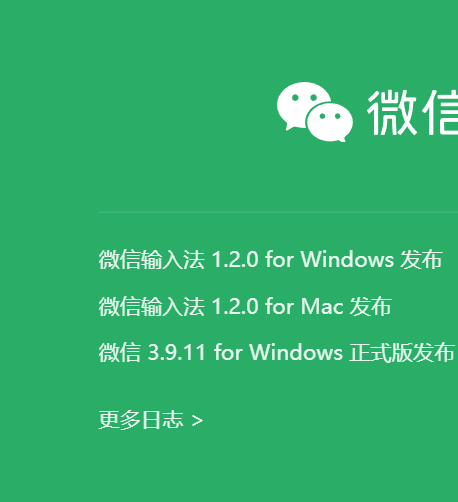 微信
微信输入法 1.2.0 for Windows 发布
微信输入法 1.2.0 for Mac 发布
微信 3.9.11 for Windows 正式版发布
更多日志 >